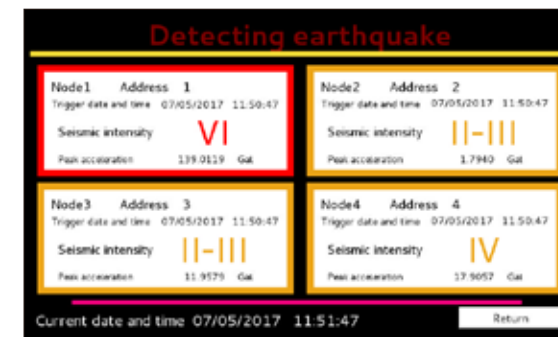 Detecting earthquake
Node1 Address 1
Trigger date and time 07/05/2017 11:50:47
Seismic intensity VI
Peak acceleration 139.0119 Gal
Node2 Address 2
Trigger date and time 07/05/2017 11:50:47
Seismic intensity II-III
Peak acceleration 1.7940 Gal
Node3 Address 3
Trigger date and time 07/05/2017 11:50:47
Seismic intensity II-III
Peak acceleration 11.9579 Gal
Node4 Address 4
Trigger date and time 07/05/2017 11:50:47
Seismic intensity IV
Peak acceleration 17.9057 Gal
Current date and time 07/05/2017 11:51:47
Return